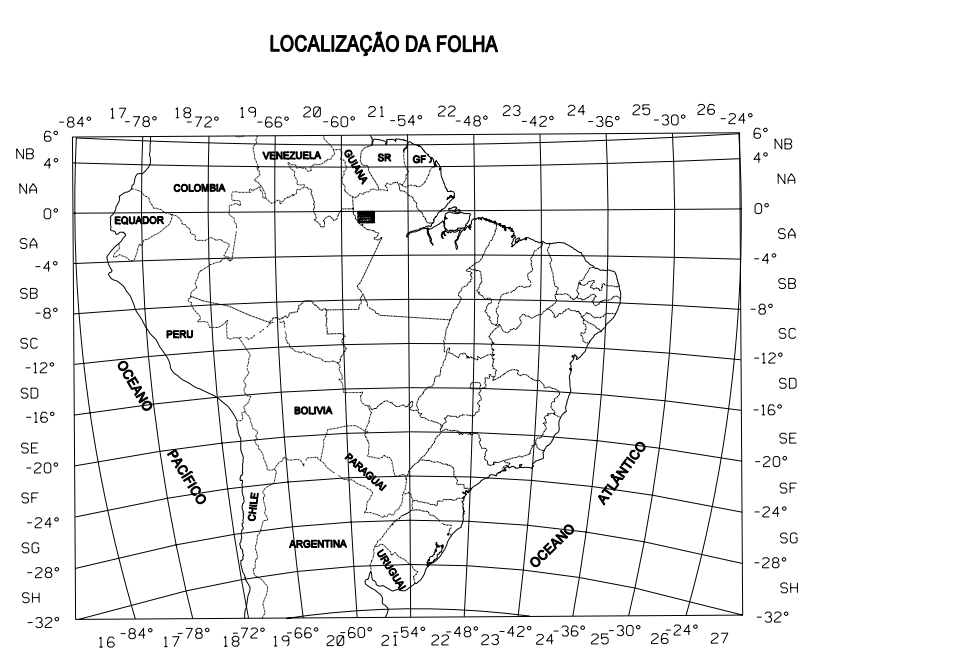 LOCALIZAÇÃO DA FOLHA
17 18 19 20 21 22 23 24 25 26
-84° -78° -72° -66° -60° -54° -48° -42° -36° -30° -24°
6° 6°
NB NB
4° 4°
VENEZUELA GUIANA SR GF
NA NA
COLOMBIA
0° 0°
EQUADOR
SA SA
-4° -4°
SB SB
-8° -8°
PERU
SC SC
-12° -12°
OCEANO
SD SD
BOLIVIA
-16° -16°
SE SE
-20° -20°
PACÍFICO PARAGUAI ATLÂNTICO
SF SF
CHILE
-24° -24°
SG SG
ARGENTINA OCEANO
-28° -28°
URUGUAI
SH SH
-32° -32°
-84° -78° -72° -66° -60° -54° -48° -42° -36° -30° -24°
16 17 18 19 20 21 22 23 24 25 26 27